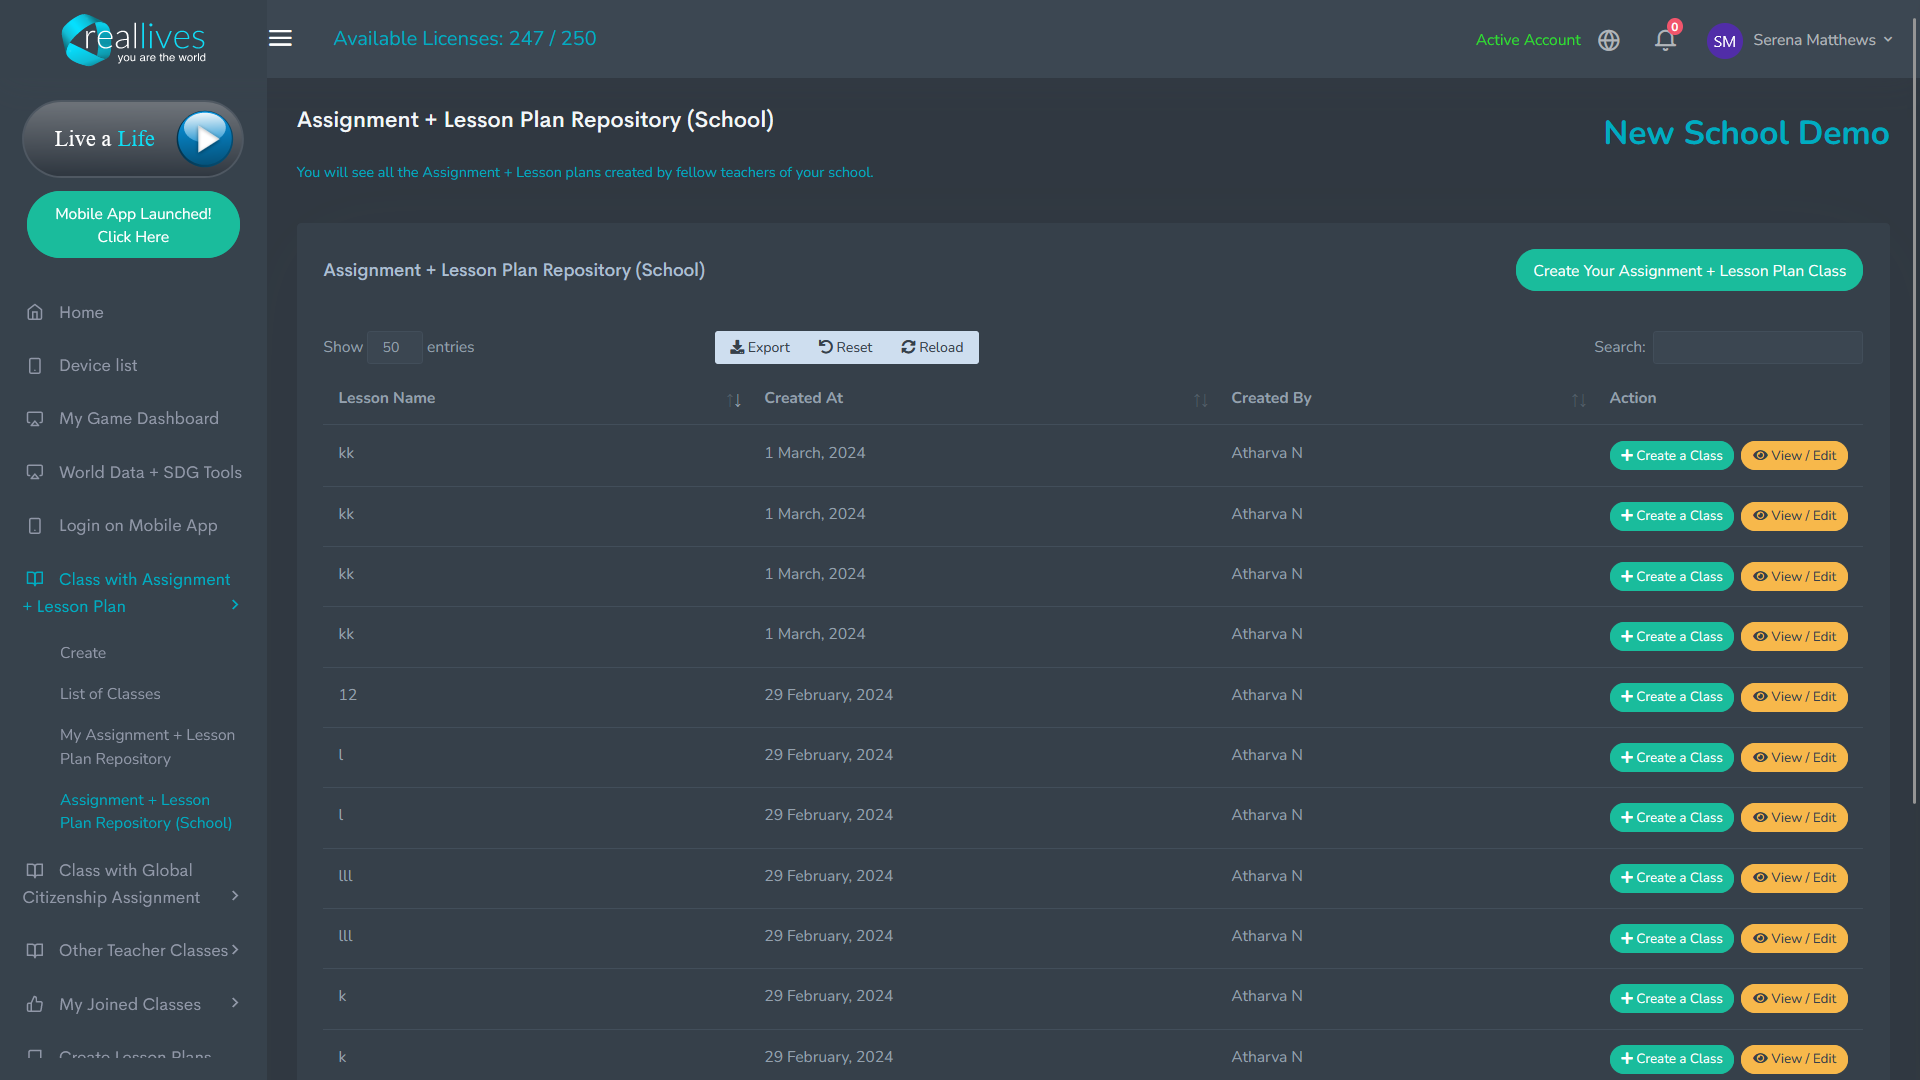 reallives
you are the world
Available Licenses: 247 / 250
Active Account
0
SM
Serena Matthews
Live a Life
Mobile App Launched!
Click Here
Home
Device list
My Game Dashboard
World Data + SDG Tools
Login on Mobile App
Class with Assignment
+ Lesson Plan
Create
List of Classes
My Assignment + Lesson
Plan Repository
Assignment + Lesson
Plan Repository (School)
Class with Global
Citizenship Assignment
Other Teacher Classes
My Joined Classes
Create Lesson Plans
Assignment + Lesson Plan Repository (School)
New School Demo
You will see all the Assignment + Lesson plans created by fellow teachers of your school.
Assignment + Lesson Plan Repository (School)
Create Your Assignment + Lesson Plan Class
Show 50 entries
Export Reset Reload
Search:
Lesson Name Created At Created By Action
kk 1 March, 2024 Atharva N Create a Class View / Edit
kk 1 March, 2024 Atharva N Create a Class View / Edit
kk 1 March, 2024 Atharva N Create a Class View / Edit
kk 1 March, 2024 Atharva N Create a Class View / Edit
12 29 February, 2024 Atharva N Create a Class View / Edit
l 29 February, 2024 Atharva N Create a Class View / Edit
l 29 February, 2024 Atharva N Create a Class View / Edit
lll 29 February, 2024 Atharva N Create a Class View / Edit
lll 29 February, 2024 Atharva N Create a Class View / Edit
k 29 February, 2024 Atharva N Create a Class View / Edit
k 29 February, 2024 Atharva N Create a Class View / Edit